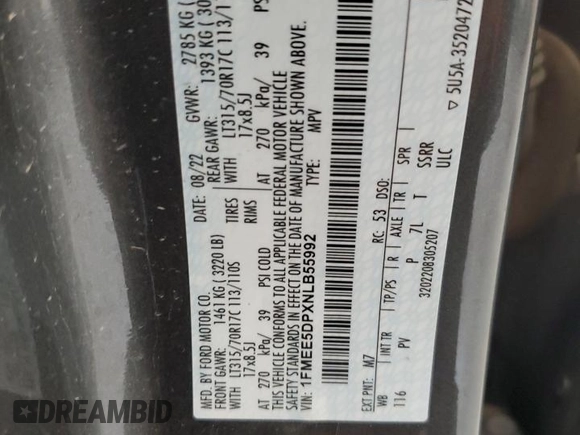 MFD. BY FORD MOTOR CO.
DATE: 08/22
GVWR: 2785 KG (
FRONT GAWR: 1461 KG (3220 LB)
REAR GAWR: 1393 KG (30
WITH LT315/70R17C 113/110S TIRES
WITH LT315/70R17C 113/1
17x8.5J RIMS
17x8.5J
AT 270 kPa/ 39 PSI COLD
AT 270 kPa/ 39 PS
THIS VEHICLE CONFORMS TO ALL APPLICABLE FEDERAL MOTOR VEHICLE
SAFETY STANDARDS IN EFFECT ON THE DATE OF MANUFACTURE SHOWN ABOVE.
VIN: 1FMEE5DPXNLB55992
TYPE: MPV
EXT PNT: M7 RC: 53 DSO:
WB INT TR TP/PS R AXLE TR SPR
116 PV P 7L T SSRR
ULC
3202208305207
▽ 5U5A-3520472
DREAMBID